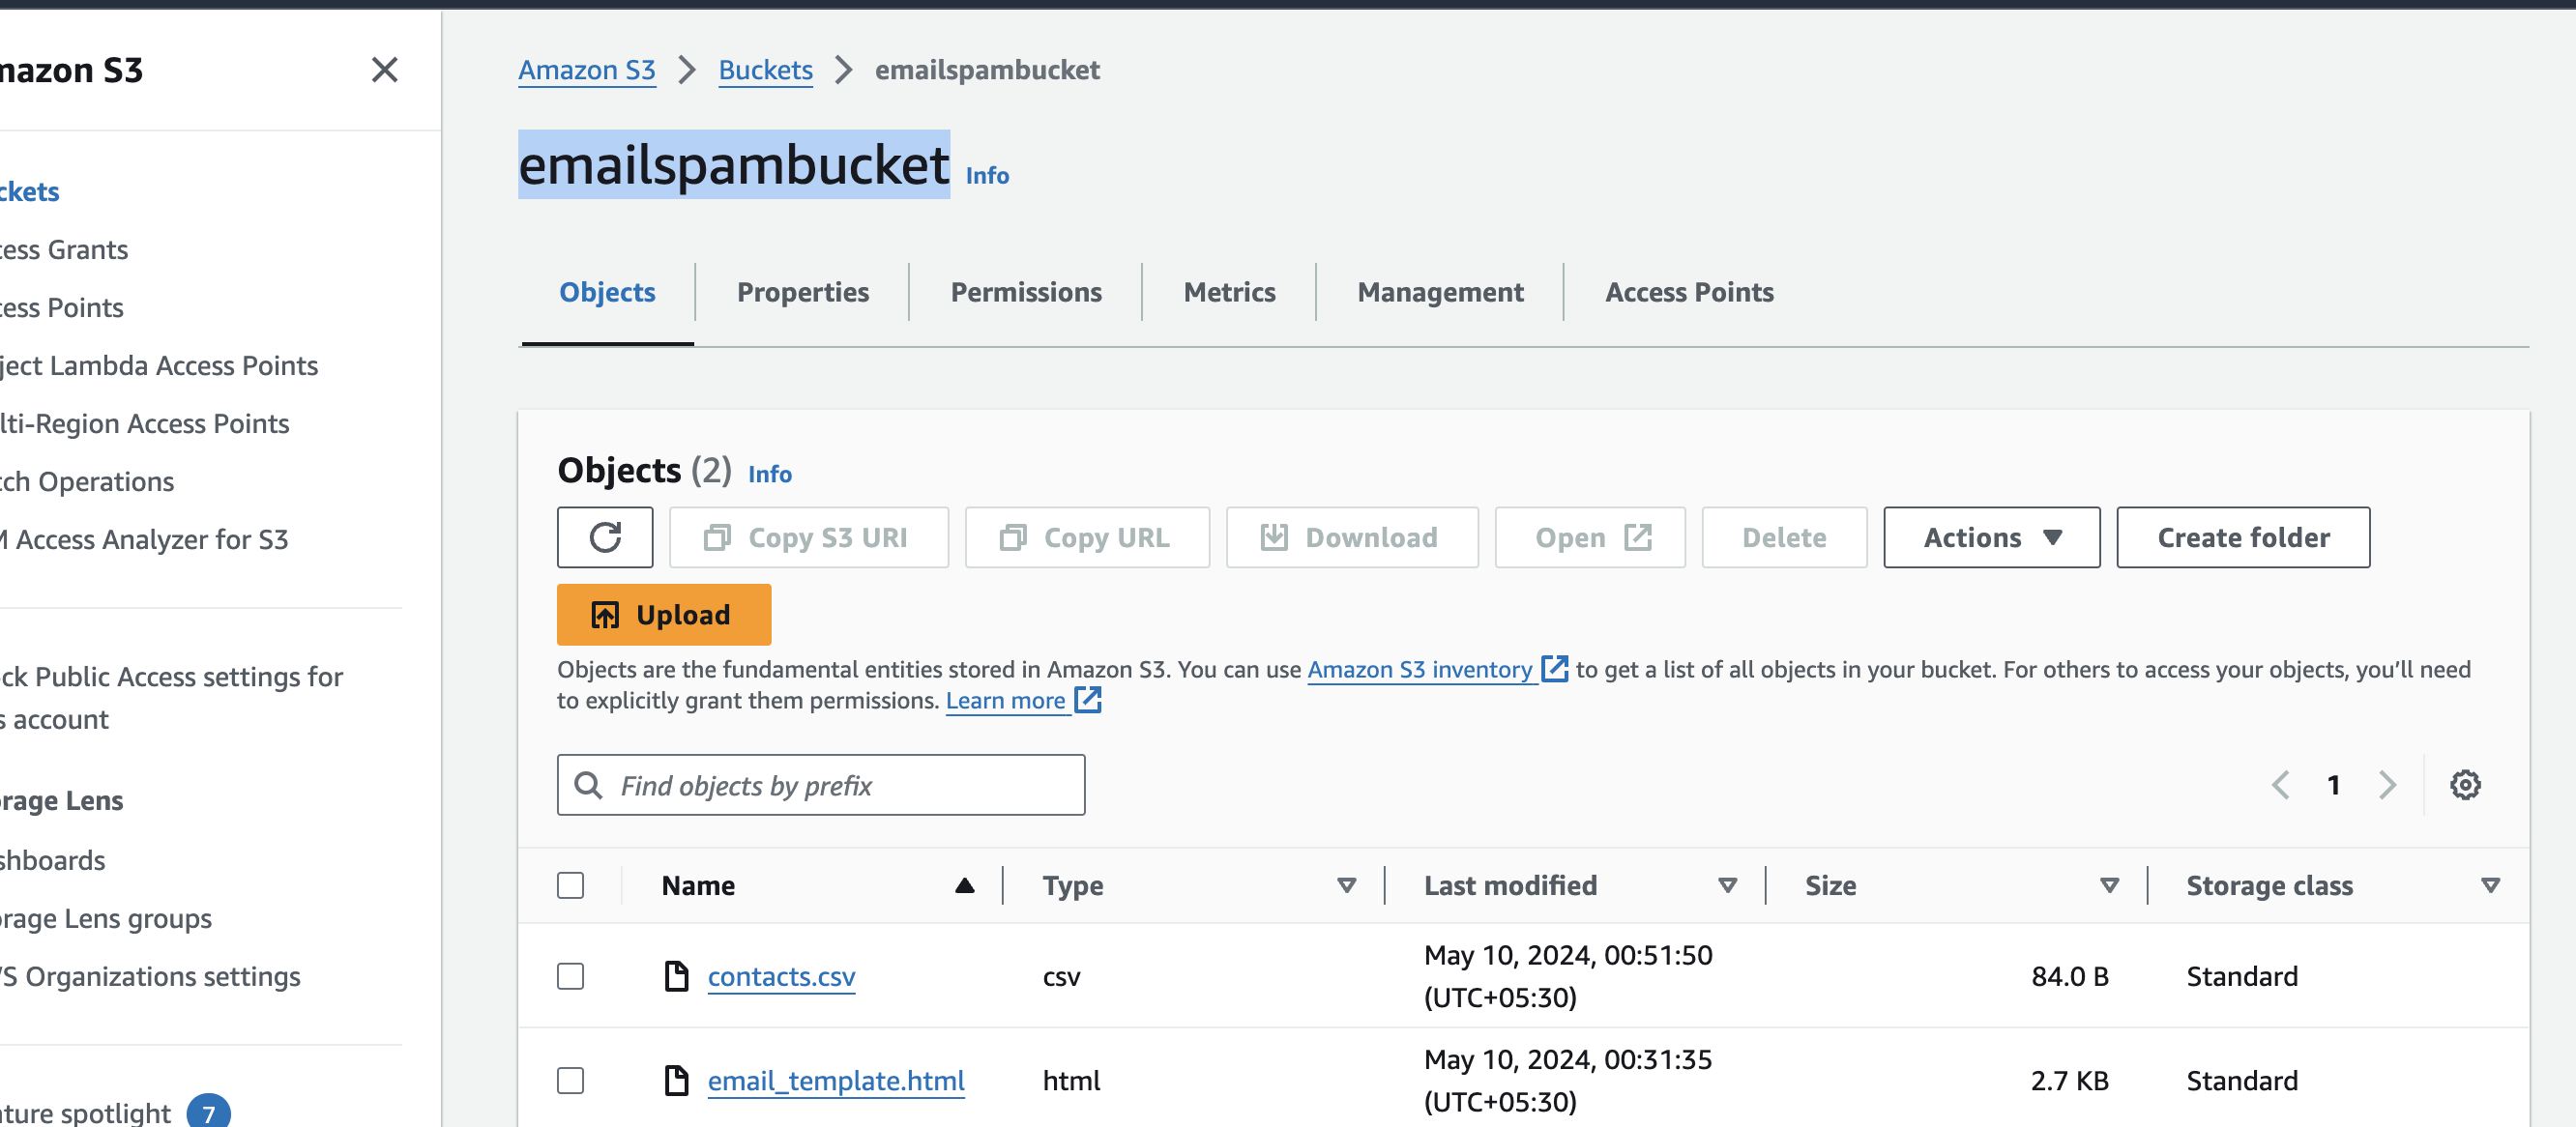 mazon S3
ckets
cess Grants
cess Points
ject Lambda Access Points
lti-Region Access Points
tch Operations
M Access Analyzer for S3
ck Public Access settings for
s account
orage Lens
shboards
orage Lens groups
VS Organizations settings
ature spotlight 7
Amazon S3 > Buckets > emailspambucket
emailspambucket Info
Objects Properties Permissions Metrics Management Access Points
Objects (2) Info
Copy S3 URI Copy URL Download Open Delete Actions Create folder
Upload
Objects are the fundamental entities stored in Amazon S3. You can use Amazon S3 inventory to get a list of all objects in your bucket. For others to access your objects, you’ll need
to explicitly grant them permissions. Learn more
Find objects by prefix
1
Name Type Last modified Size Storage class
contacts.csv csv May 10, 2024, 00:51:50 (UTC+05:30) 84.0 B Standard
email_template.html html May 10, 2024, 00:31:35 (UTC+05:30) 2.7 KB Standard